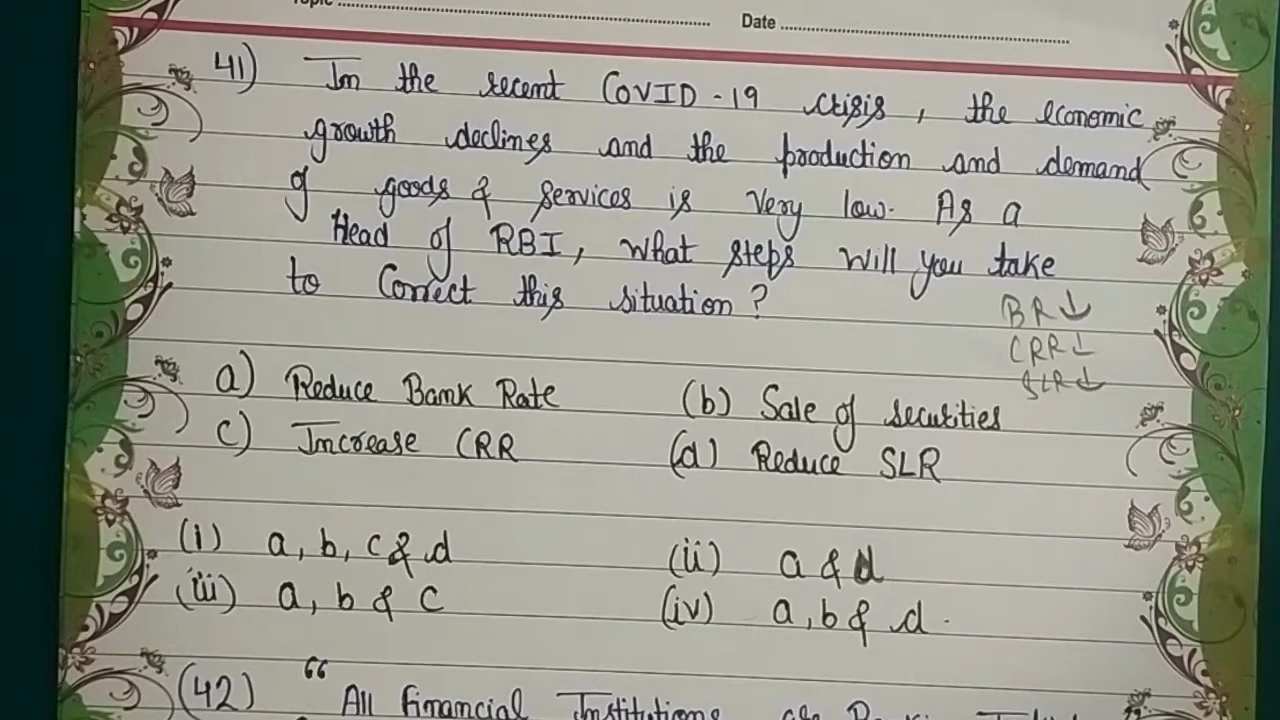 Date
41) In the recent COVID-19 crisis, the economic
growth declines and the production and demand
of goods & services is very low. As a
Head of RBI, what steps will you take
to Correct this situation?
BR↓
CRR↓
SLR↓
a) Reduce Bank Rate (b) Sale of securities
c) Increase CRR (d) Reduce SLR
(i) a, b, c & d (ii) a & d
(iii) a, b & c (iv) a, b & d.
(42) “ All Financial Institutions